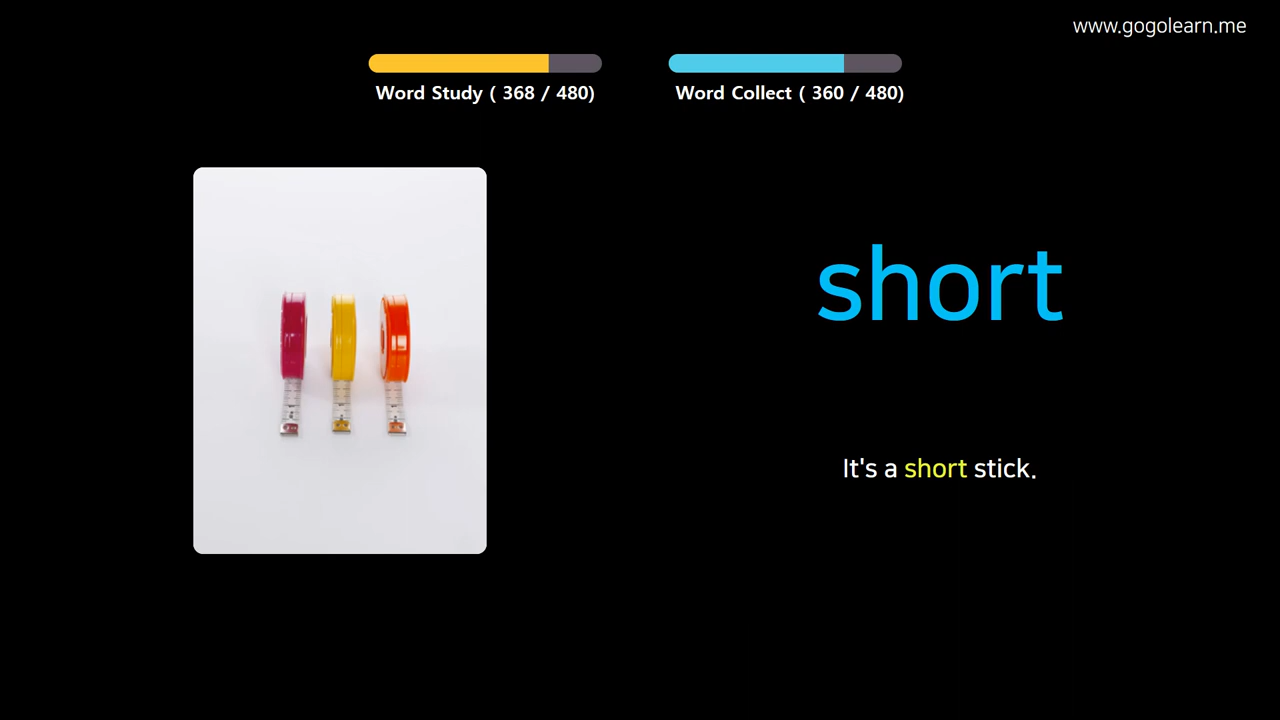 www.gogolearn.me
Word Study ( 368 / 480)
Word Collect ( 360 / 480)
short
It's a short stick.